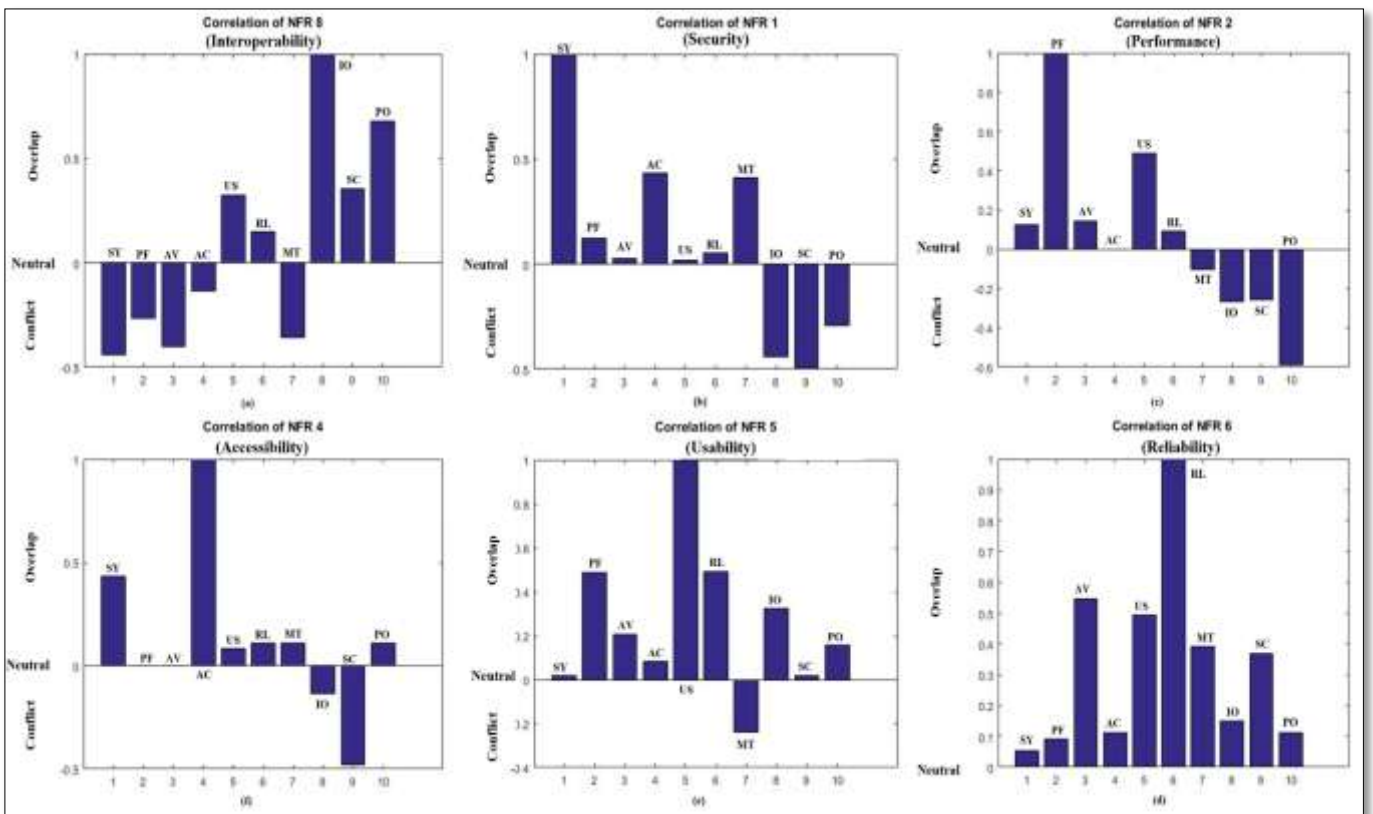 Correlation of NFR 8
(Interoperability)
1
0.5
0
-0.5
Overlap
Neutral
Conflict
SY PF AV AC US RL MT IO SC PO
1 2 3 4 5 6 7 8 9 10
(a)
Correlation of NFR 1
(Security)
1
0.5
0
-0.5
Overlap
Neutral
Conflict
SY PF AV AC US RL MT IO SC PO
1 2 3 4 5 6 7 8 9 10
(b)
Correlation of NFR 2
(Performance)
1
0.8
0.6
0.4
0.2
0
-0.2
-0.4
-0.6
Overlap
Neutral
Conflict
SY PF AV AC US RL MT IO SC PO
1 2 3 4 5 6 7 8 9 10
(c)
Correlation of NFR 4
(Accessibility)
1
0.5
0
-0.5
Overlap
Neutral
Conflict
SY PF AV AC US RL MT IO SC PO
1 2 3 4 5 6 7 8 9 10
(f)
Correlation of NFR 5
(Usability)
1
0
Overlap
Neutral
Conflict
SY PF AV AC US RL MT IO SC PO
1 2 3 4 5 6 7 8 9 10
(e)
Correlation of NFR 6
(Reliability)
1
0.9
0.8
0.7
0.6
0.5
0.4
0.3
0.2
0.1
0
Overlap
Neutral
SY PF AV AC US RL MT IO SC PO
1 2 3 4 5 6 7 8 9 10
(d)